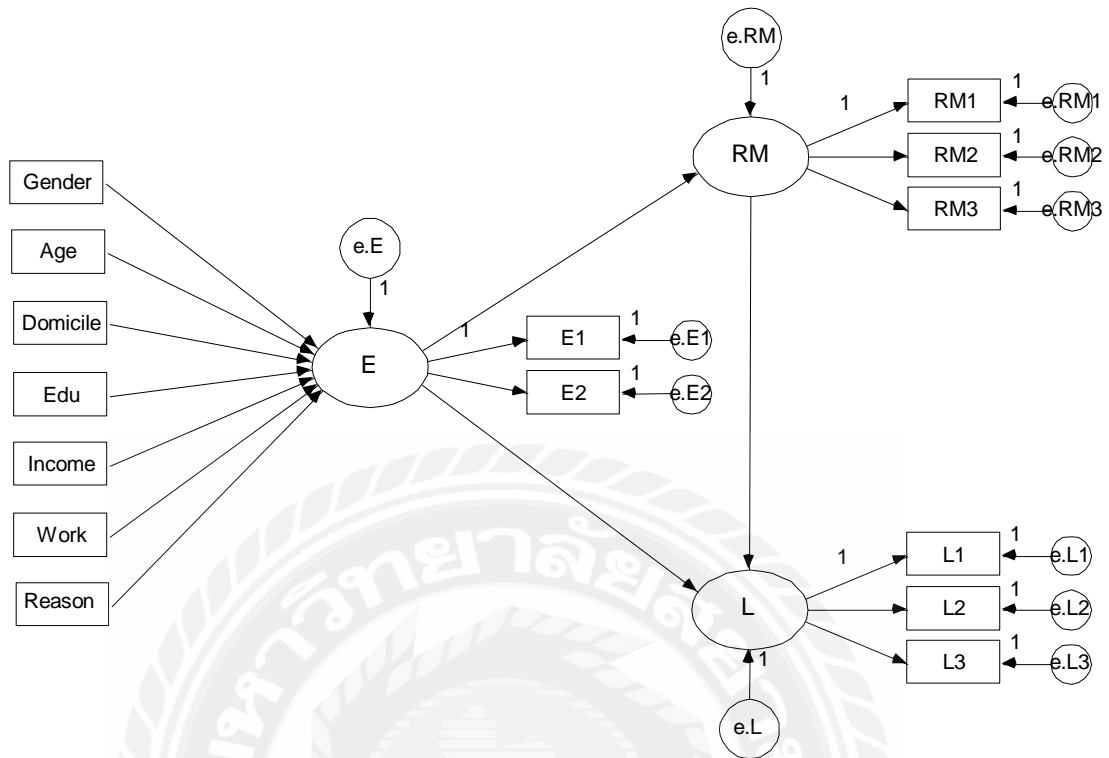 e.RM
1
RM
1
RM1
1
e.RM1
RM2
1
e.RM2
RM3
1
e.RM3
Gender
Age
Domicile
Edu
Income
Work
Reason
e.E
1
E
1
E1
1
e.E1
E2
1
e.E2
L
1
L1
1
e.L1
L2
1
e.L2
L3
1
e.L3
1
e.L